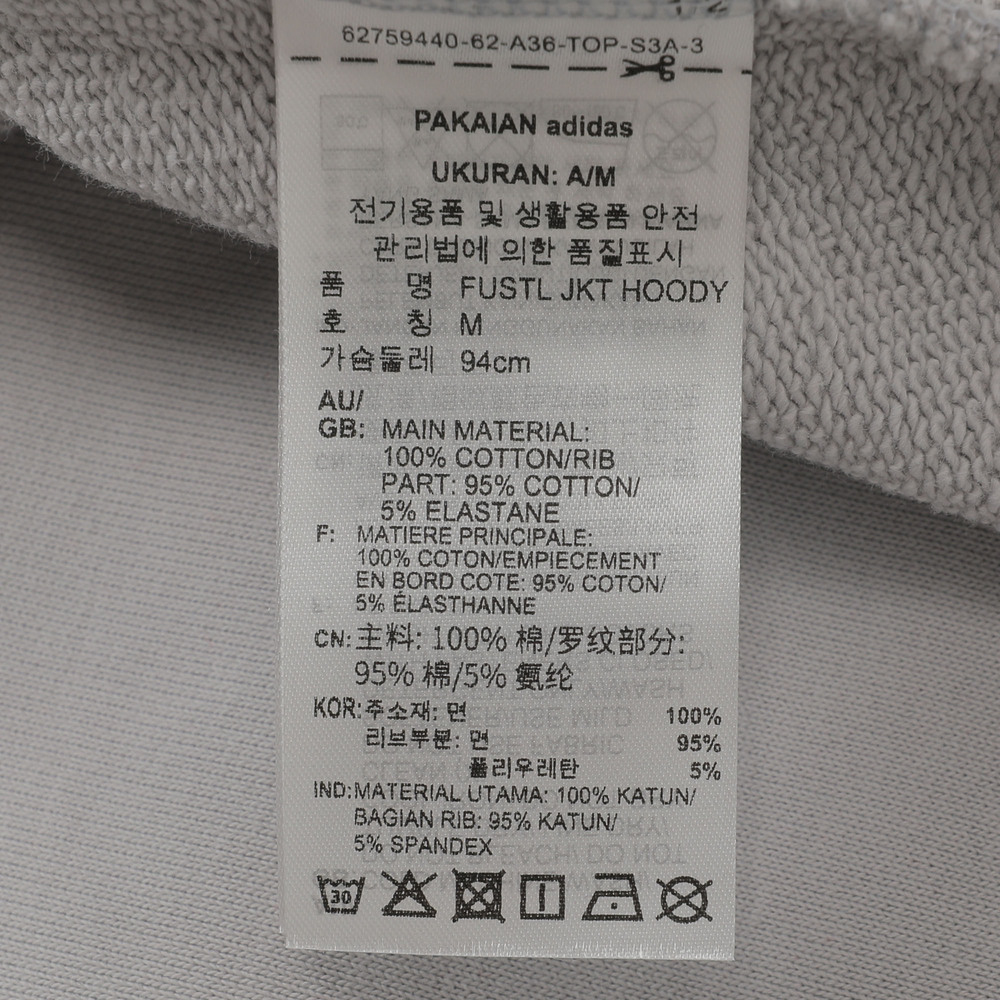 62759440-62-A36-TOP-S3A-3
PAKAIAN adidas
UKURAN: A/M
전기용품 및 생활용품 안전
관리법에 의한 품질표시
품 명 FUSTL JKT HOODY
호 칭 M
가슴둘레 94cm
AU/
GB: MAIN MATERIAL:
100% COTTON/RIB
PART: 95% COTTON/
5% ELASTANE
F: MATIERE PRINCIPALE:
100% COTON/EMPIECEMENT
EN BORD COTE: 95% COTON/
5% ÉLASTHANNE
CN: 主料: 100% 棉/罗纹部分:
95% 棉/5% 氨纶
KOR: 주소재: 면 100%
리브부분: 면 95%
폴리우레탄 5%
IND: MATERIAL UTAMA: 100% KATUN/
BAGIAN RIB: 95% KATUN/
5% SPANDEX
30